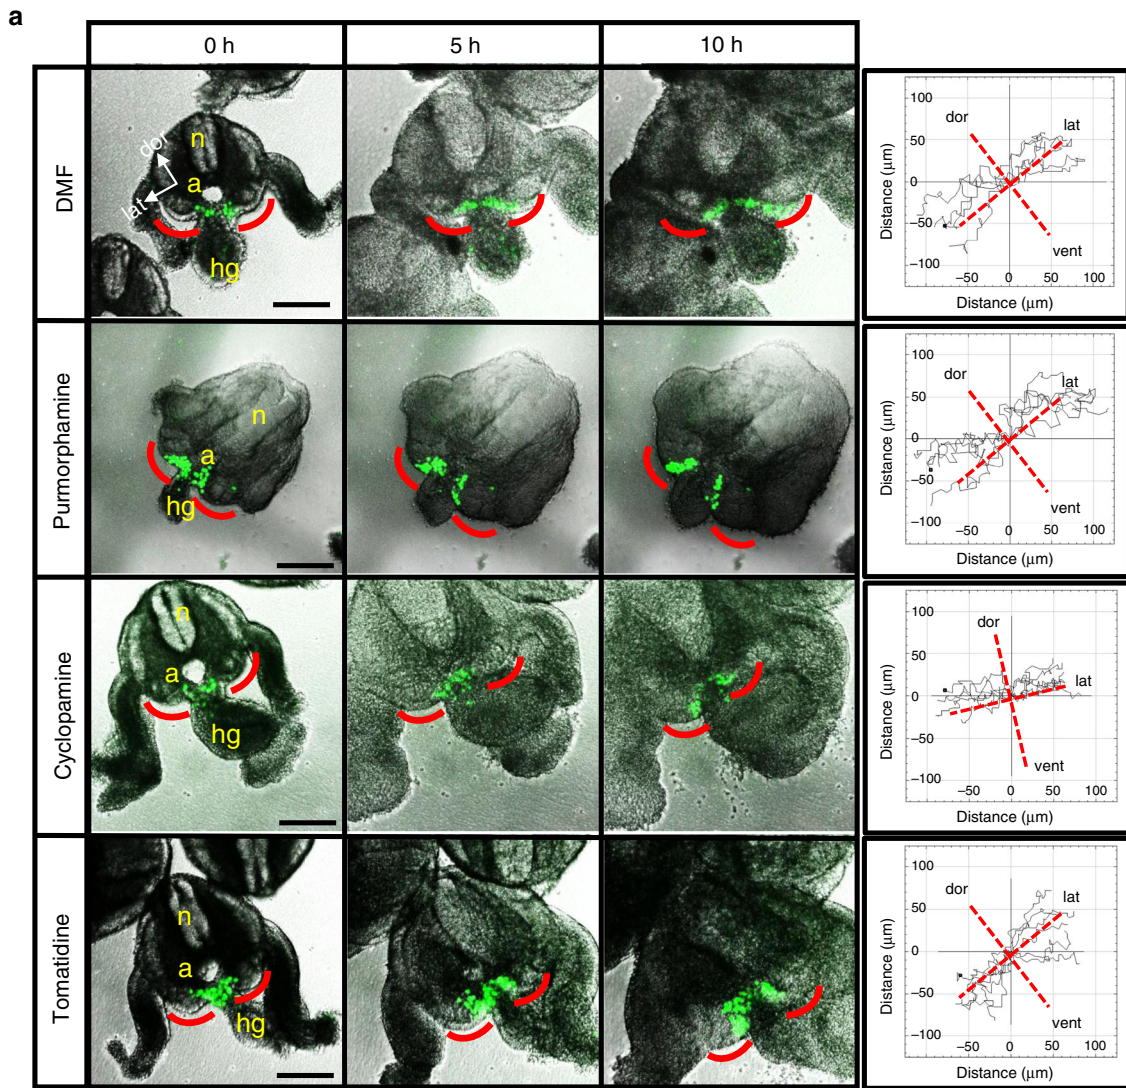 a
0 h
5 h
10 h
DMF
n
dor
a
lat
hg
100
50
0
−50
−100
−50 0 50 100
Distance (μm)
Distance (μm)
dor
lat
vent
Purmorphamine
n
a
hg
100
50
0
−50
−100
−50 0 50 100
Distance (μm)
Distance (μm)
dor
lat
vent
Cyclopamine
n
a
hg
100
50
0
−50
−100
−50 0 50 100
Distance (μm)
Distance (μm)
dor
lat
vent
Tomatidine
n
a
hg
100
50
0
−50
−100
−50 0 50 100
Distance (μm)
Distance (μm)
dor
lat
vent